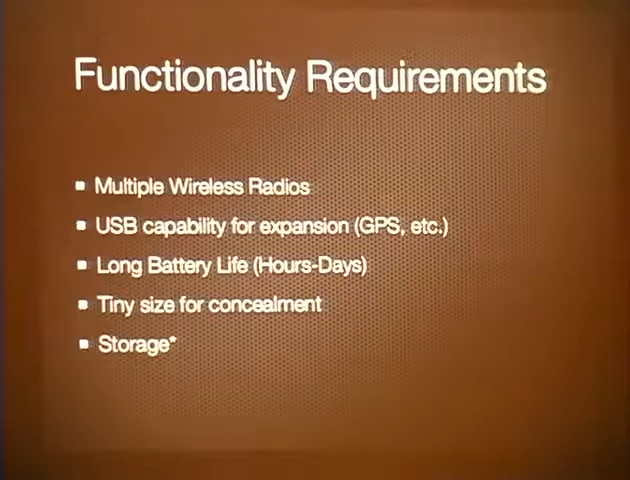 Functionality Requirements
Multiple Wireless Radios
USB capability for expansion (GPS, etc.)
Long Battery Life (Hours-Days)
Tiny size for concealment
Storage*